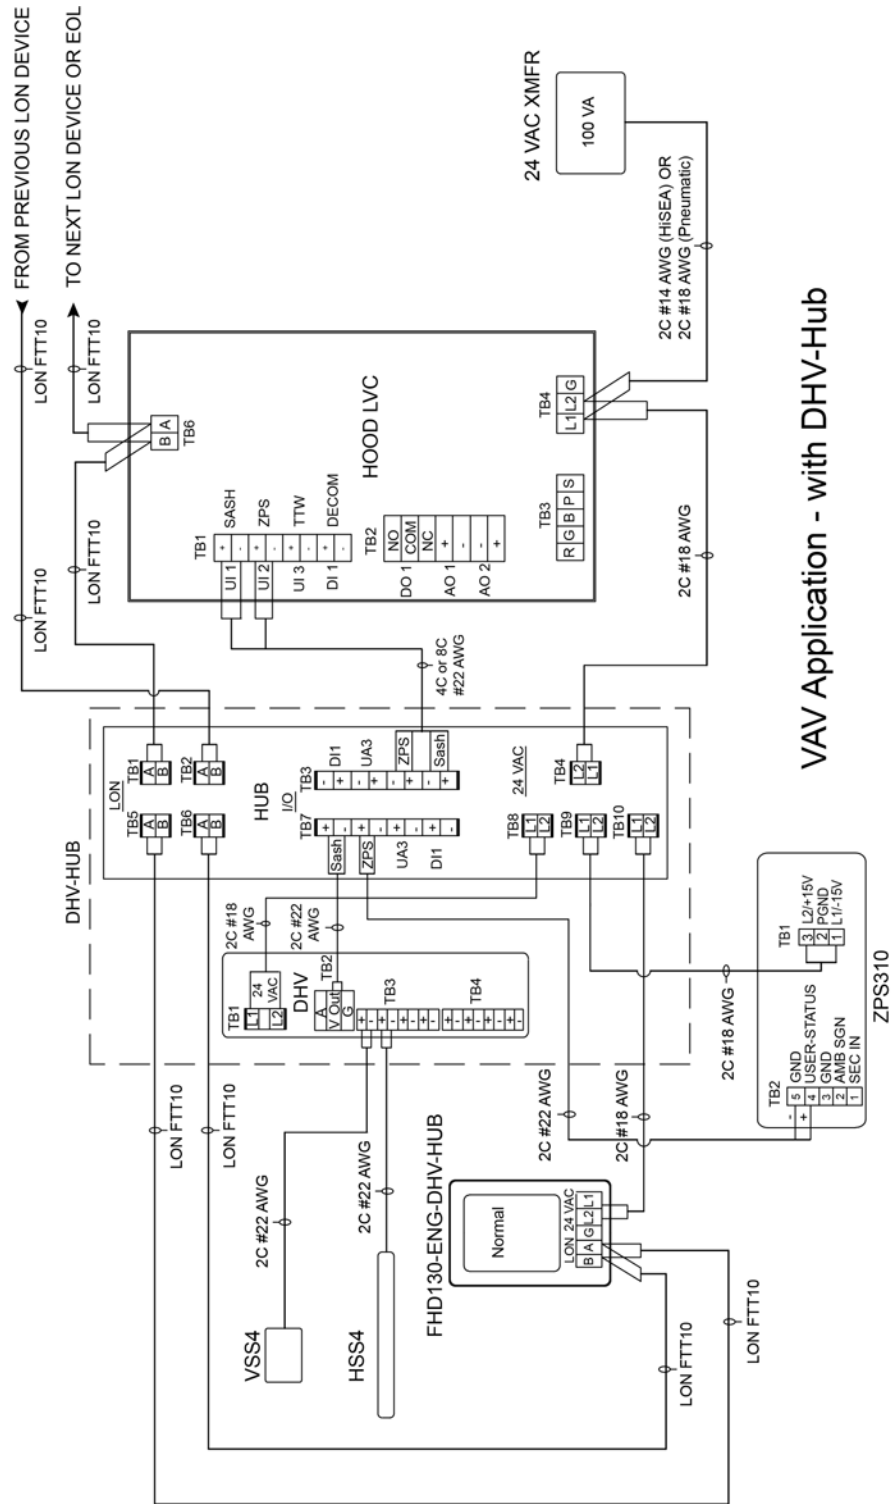 FROM PREVIOUS LON DEVICE
TO NEXT LON DEVICE OR EOL
LON FTT10
LON FTT10
LON FTT10
LON FTT10
24 VAC XMFR
100 VA
2C #14 AWG (HiSEA) OR
2C #18 AWG (Pneumatic)
HOOD LVC
B A
TB6
TB1
UI 1 + - SASH
UI 2 + - ZPS
UI 3 + - TTW
DI 1 + - DECOM
TB2
DO 1 NO COM NC
AO 1 + -
AO 2 - +
TB3
R G B P S
TB4
L1 L2 G
2C #18 AWG
4C or 8C
#22 AWG
DHV-HUB
LON
TB5 A B
TB1 A B
TB6 A B
TB2 A B
HUB
I/O
TB7
+ Sash -
+ ZPS -
+ UA3 -
+ DI1 -
TB3
- DI1 +
- UA3 +
- ZPS +
- Sash +
24 VAC
TB8 L1 L2
TB9 L1 L2
TB10 L1 L2
TB4 L2 L1
2C #18
AWG
2C #22
AWG
DHV
TB1
L1 L2
24
VAC
TB2
A
V Out
G
TB3
+ - + - + - + -
TB4
+ - + - + - + -
LON FTT10
LON FTT10
2C #22 AWG
2C #22 AWG
2C #22 AWG
2C #18 AWG
2C #18 AWG
VSS4
HSS4
FHD130-ENG-DHV-HUB
Normal
LON 24 VAC
B A G L2 L1
LON FTT10
LON FTT10
TB1
3 L2/+15V
2 PGND
1 L1/-15V
TB2
- 5 GND
+ 4 USER-STATUS
3 GND
2 AMB SGN
1 SEC IN
ZPS310
VAV Application - with DHV-Hub